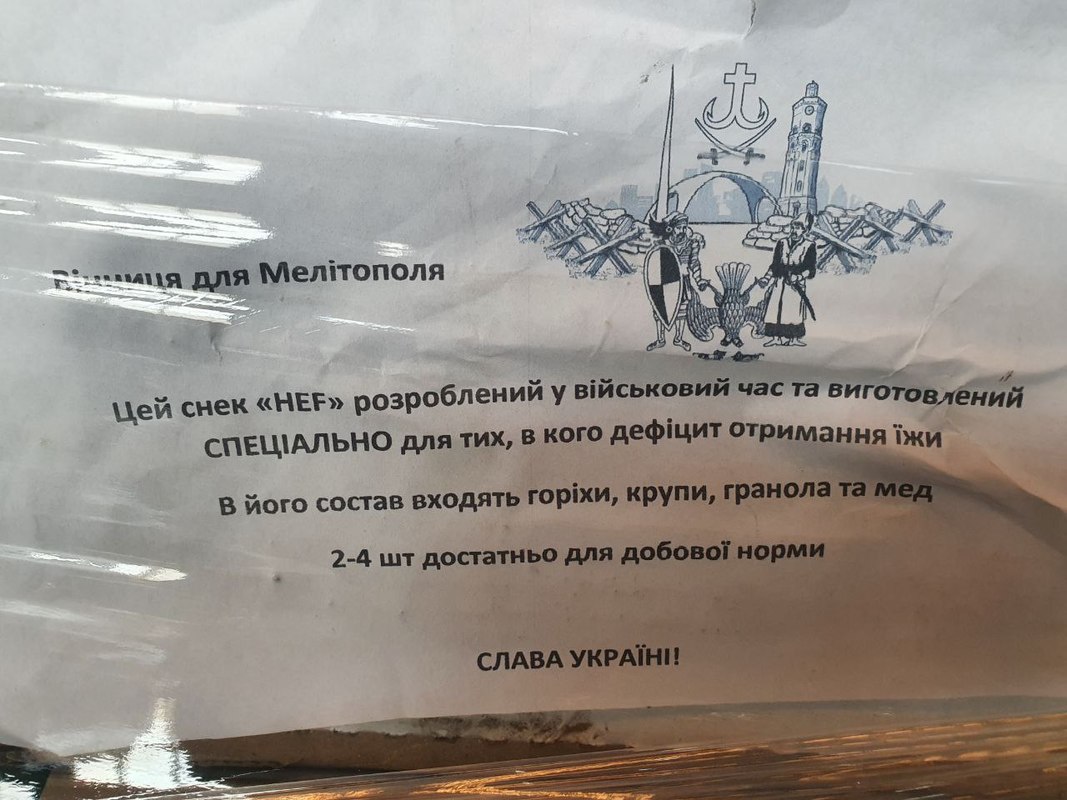 Вінниця для Мелітополя
Цей снек «HEF» розроблений у військовий час та виготовлений
СПЕЦІАЛЬНО для тих, в кого дефіцит отримання їжи
В його состав входять горіхи, крупи, гранола та мед
2-4 шт достатньо для добової норми
СЛАВА УКРАЇНІ!